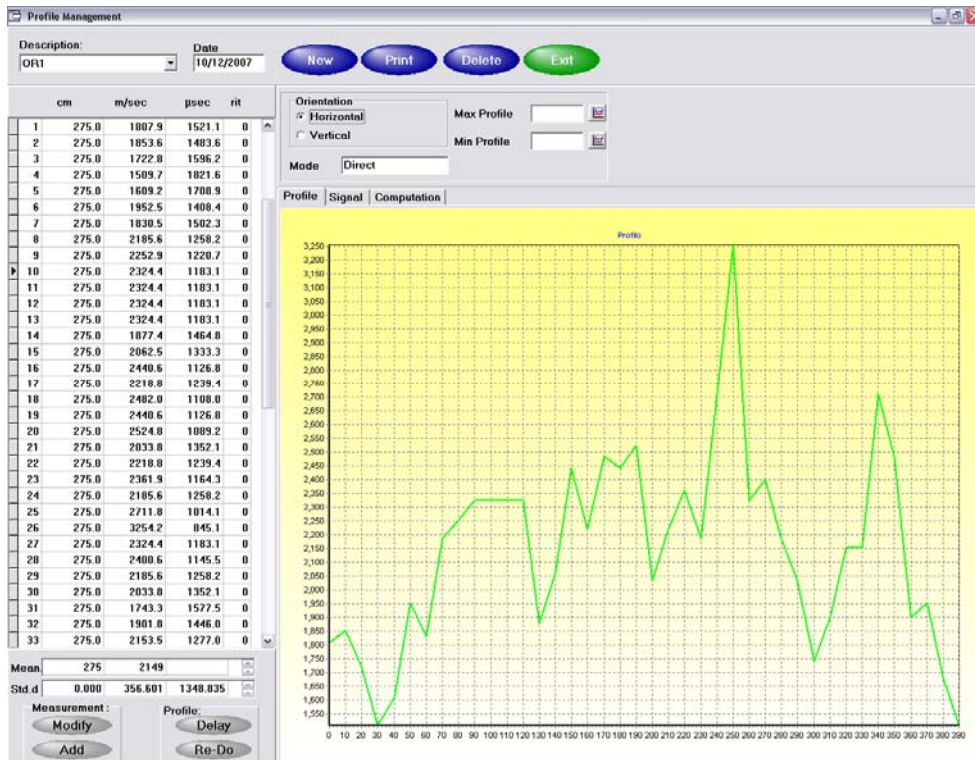 Profile Management
Description:
Date
OR1
10/12/2007
New Print Delete Exit
cm m/sec µsec rit
1 275.0 1807.9 1521.1 0
2 275.0 1853.6 1483.6 0
3 275.0 1722.8 1596.2 0
4 275.0 1509.7 1821.6 0
5 275.0 1609.2 1708.9 0
6 275.0 1952.5 1408.4 0
7 275.0 1830.5 1502.3 0
8 275.0 2185.6 1258.2 0
9 275.0 2252.9 1220.7 0
10 275.0 2324.4 1183.1 0
11 275.0 2324.4 1183.1 0
12 275.0 2324.4 1183.1 0
13 275.0 2324.4 1183.1 0
14 275.0 1877.4 1464.8 0
15 275.0 2062.5 1333.3 0
16 275.0 2440.6 1126.8 0
17 275.0 2218.8 1239.4 0
18 275.0 2482.0 1108.0 0
19 275.0 2440.6 1126.8 0
20 275.0 2524.8 1089.2 0
21 275.0 2033.8 1352.1 0
22 275.0 2218.8 1239.4 0
23 275.0 2361.9 1164.3 0
24 275.0 2185.6 1258.2 0
25 275.0 2711.8 1014.1 0
26 275.0 3254.2 845.1 0
27 275.0 2324.4 1183.1 0
28 275.0 2400.6 1145.5 0
29 275.0 2185.6 1258.2 0
30 275.0 2033.8 1352.1 0
31 275.0 1743.3 1577.5 0
32 275.0 1901.8 1446.0 0
33 275.0 2153.5 1277.0 0
Mean. 275 2149
Std.d 0.000 356.601 1348.835
Measurement :
Modify
Add
Profile:
Delay
Re-Do
Orientation
Horizontal
Vertical
Max Profile
Min Profile
Mode Direct
Profile Signal Computation
Profilo
3,250
3,200
3,150
3,100
3,050
3,000
2,950
2,900
2,850
2,800
2,750
2,700
2,650
2,600
2,550
2,500
2,450
2,400
2,350
2,300
2,250
2,200
2,150
2,100
2,050
2,000
1,950
1,900
1,850
1,800
1,750
1,700
1,650
1,600
1,550
0 10 20 30 40 50 60 70 80 90 100 110 120 130 140 150 160 170 180 190 200 210 220 230 240 250 260 270 280 290 300 310 320 330 340 350 360 370 380 390